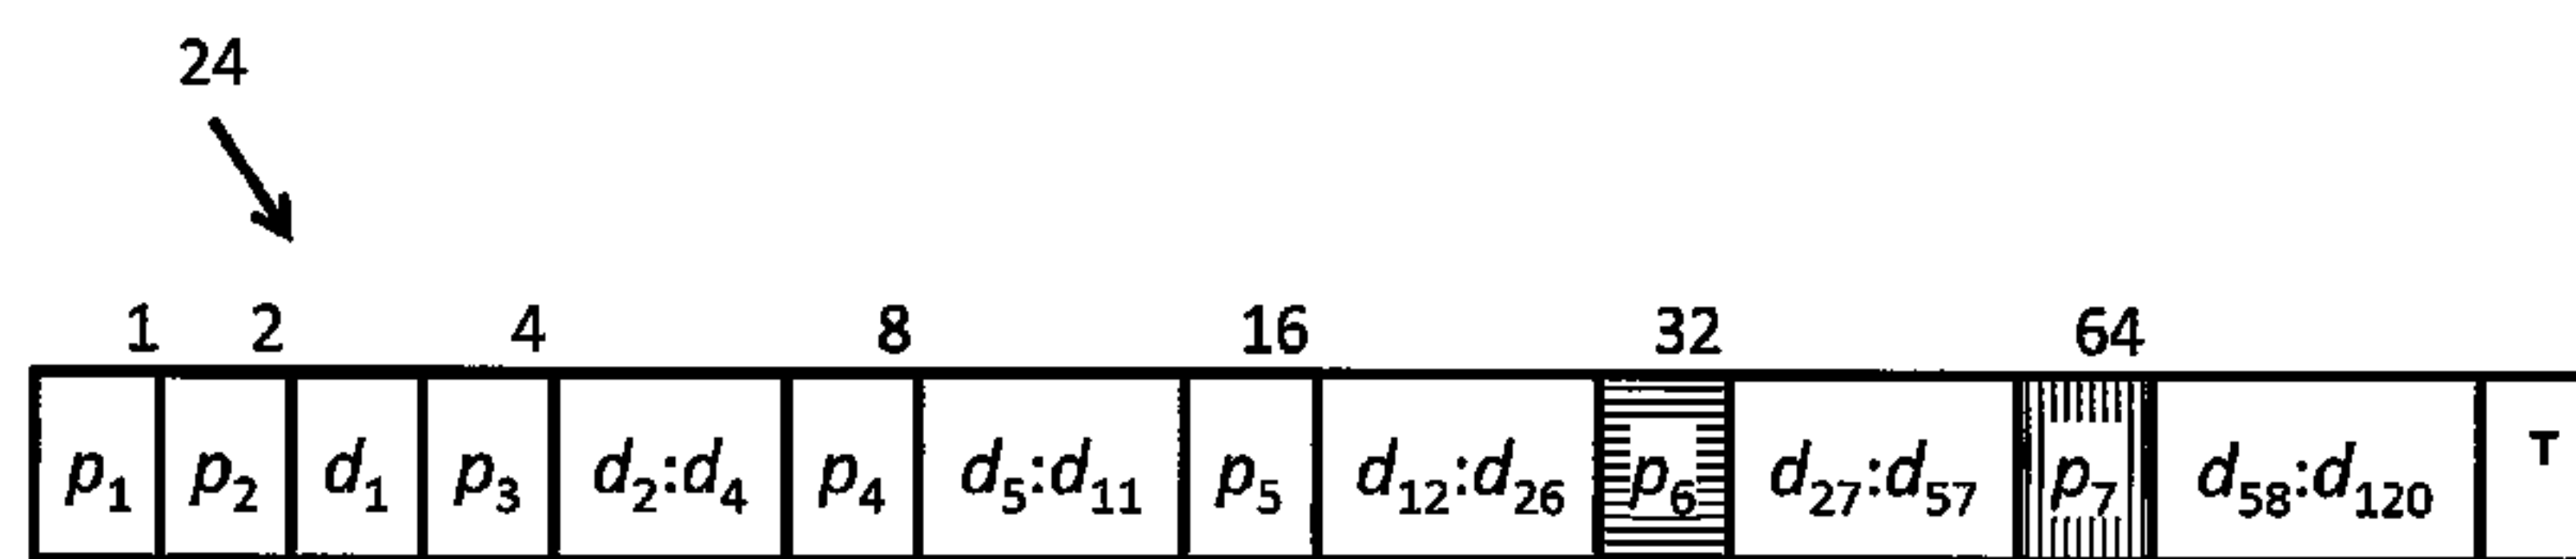 24
1 2 4 8 16 32 64
p₁ p₂ d₁ p₃ d₂:d₄ p₄ d₅:d₁₁ p₅ d₁₂:d₂₆ p₆ d₂₇:d₅₇ p₇ d₅₈:d₁₂₀ T